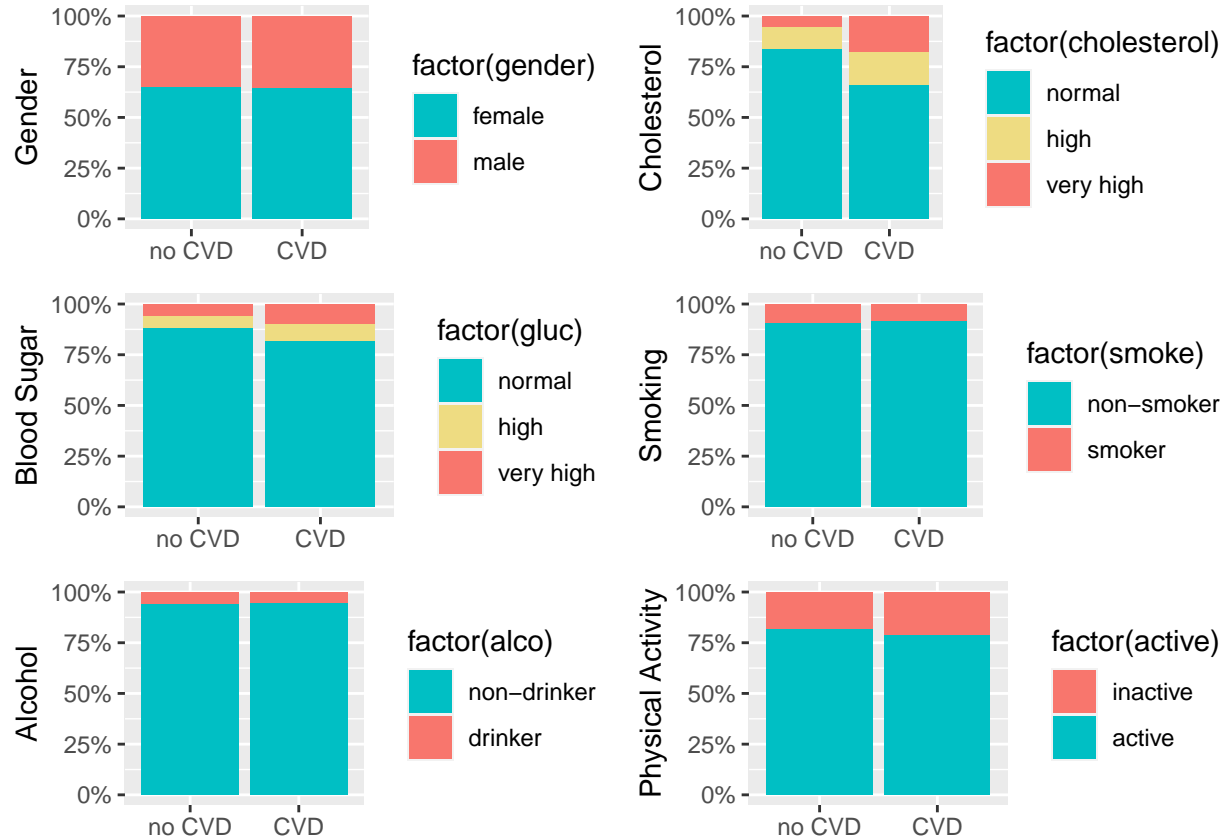 Gender
100%
75%
50%
25%
0%
no CVD
CVD
factor(gender)
female
male
Cholesterol
100%
75%
50%
25%
0%
no CVD
CVD
factor(cholesterol)
normal
high
very high
Blood Sugar
100%
75%
50%
25%
0%
no CVD
CVD
factor(gluc)
normal
high
very high
Smoking
100%
75%
50%
25%
0%
no CVD
CVD
factor(smoke)
non−smoker
smoker
Alcohol
100%
75%
50%
25%
0%
no CVD
CVD
factor(alco)
non−drinker
drinker
Physical Activity
100%
75%
50%
25%
0%
no CVD
CVD
factor(active)
inactive
active